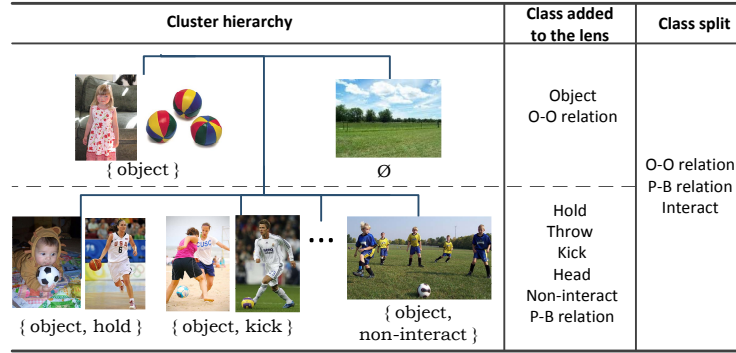 Cluster hierarchy
Class added
to the lens
Class split
{ object }
Ø
Object
O-O relation
O-O relation
P-B relation
Interact
Hold
Throw
Kick
Head
Non-interact
P-B relation
...
{ object, hold }
{ object, kick }
{ object,
non-interact }